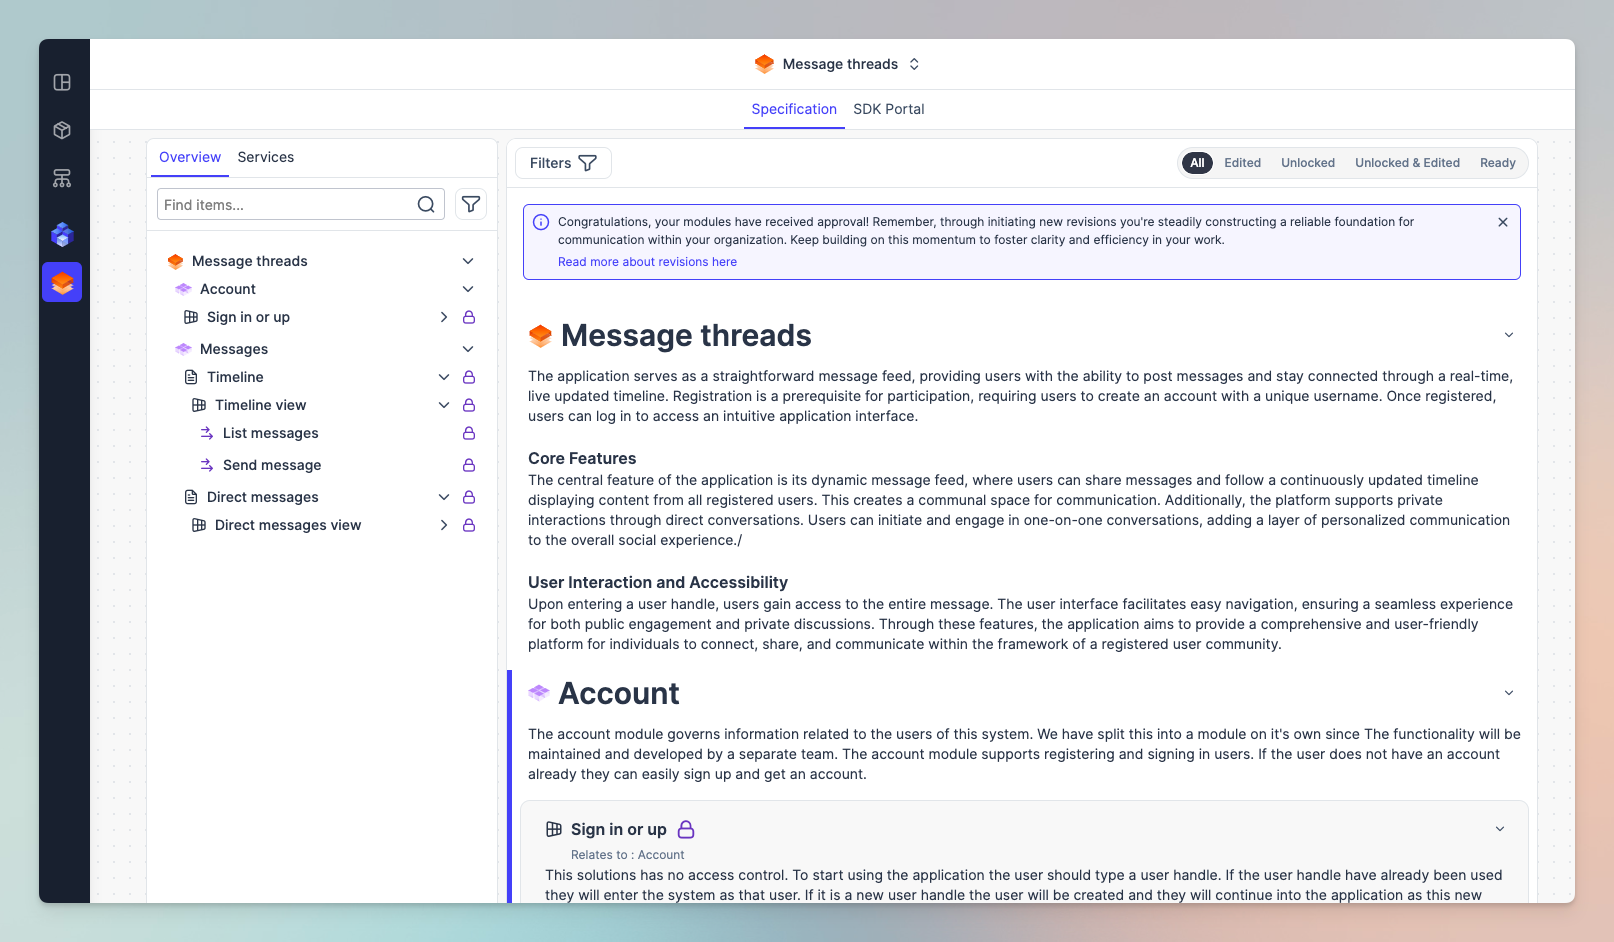 Message threads
Specification
SDK Portal
Overview
Services
Find items...
Message threads
Account
Sign in or up
Messages
Timeline
Timeline view
List messages
Send message
Direct messages
Direct messages view
Filters
All
Edited
Unlocked
Unlocked & Edited
Ready
Congratulations, your modules have received approval! Remember, through initiating new revisions you're steadily constructing a reliable foundation for
communication within your organization. Keep building on this momentum to foster clarity and efficiency in your work.
Read more about revisions here
Message threads
The application serves as a straightforward message feed, providing users with the ability to post messages and stay connected through a real-time,
live updated timeline. Registration is a prerequisite for participation, requiring users to create an account with a unique username. Once registered,
users can log in to access an intuitive application interface.
Core Features
The central feature of the application is its dynamic message feed, where users can share messages and follow a continuously updated timeline
displaying content from all registered users. This creates a communal space for communication. Additionally, the platform supports private
interactions through direct conversations. Users can initiate and engage in one-on-one conversations, adding a layer of personalized communication
to the overall social experience./
User Interaction and Accessibility
Upon entering a user handle, users gain access to the entire message. The user interface facilitates easy navigation, ensuring a seamless experience
for both public engagement and private discussions. Through these features, the application aims to provide a comprehensive and user-friendly
platform for individuals to connect, share, and communicate within the framework of a registered user community.
Account
The account module governs information related to the users of this system. We have split this into a module on it's own since The functionality will be
maintained and developed by a separate team. The account module supports registering and signing in users. If the user does not have an account
already they can easily sign up and get an account.
Sign in or up
Relates to : Account
This solutions has no access control. To start using the application the user should type a user handle. If the user handle have already been used
they will enter the system as that user. If it is a new user handle the user will be created and they will continue into the application as this new